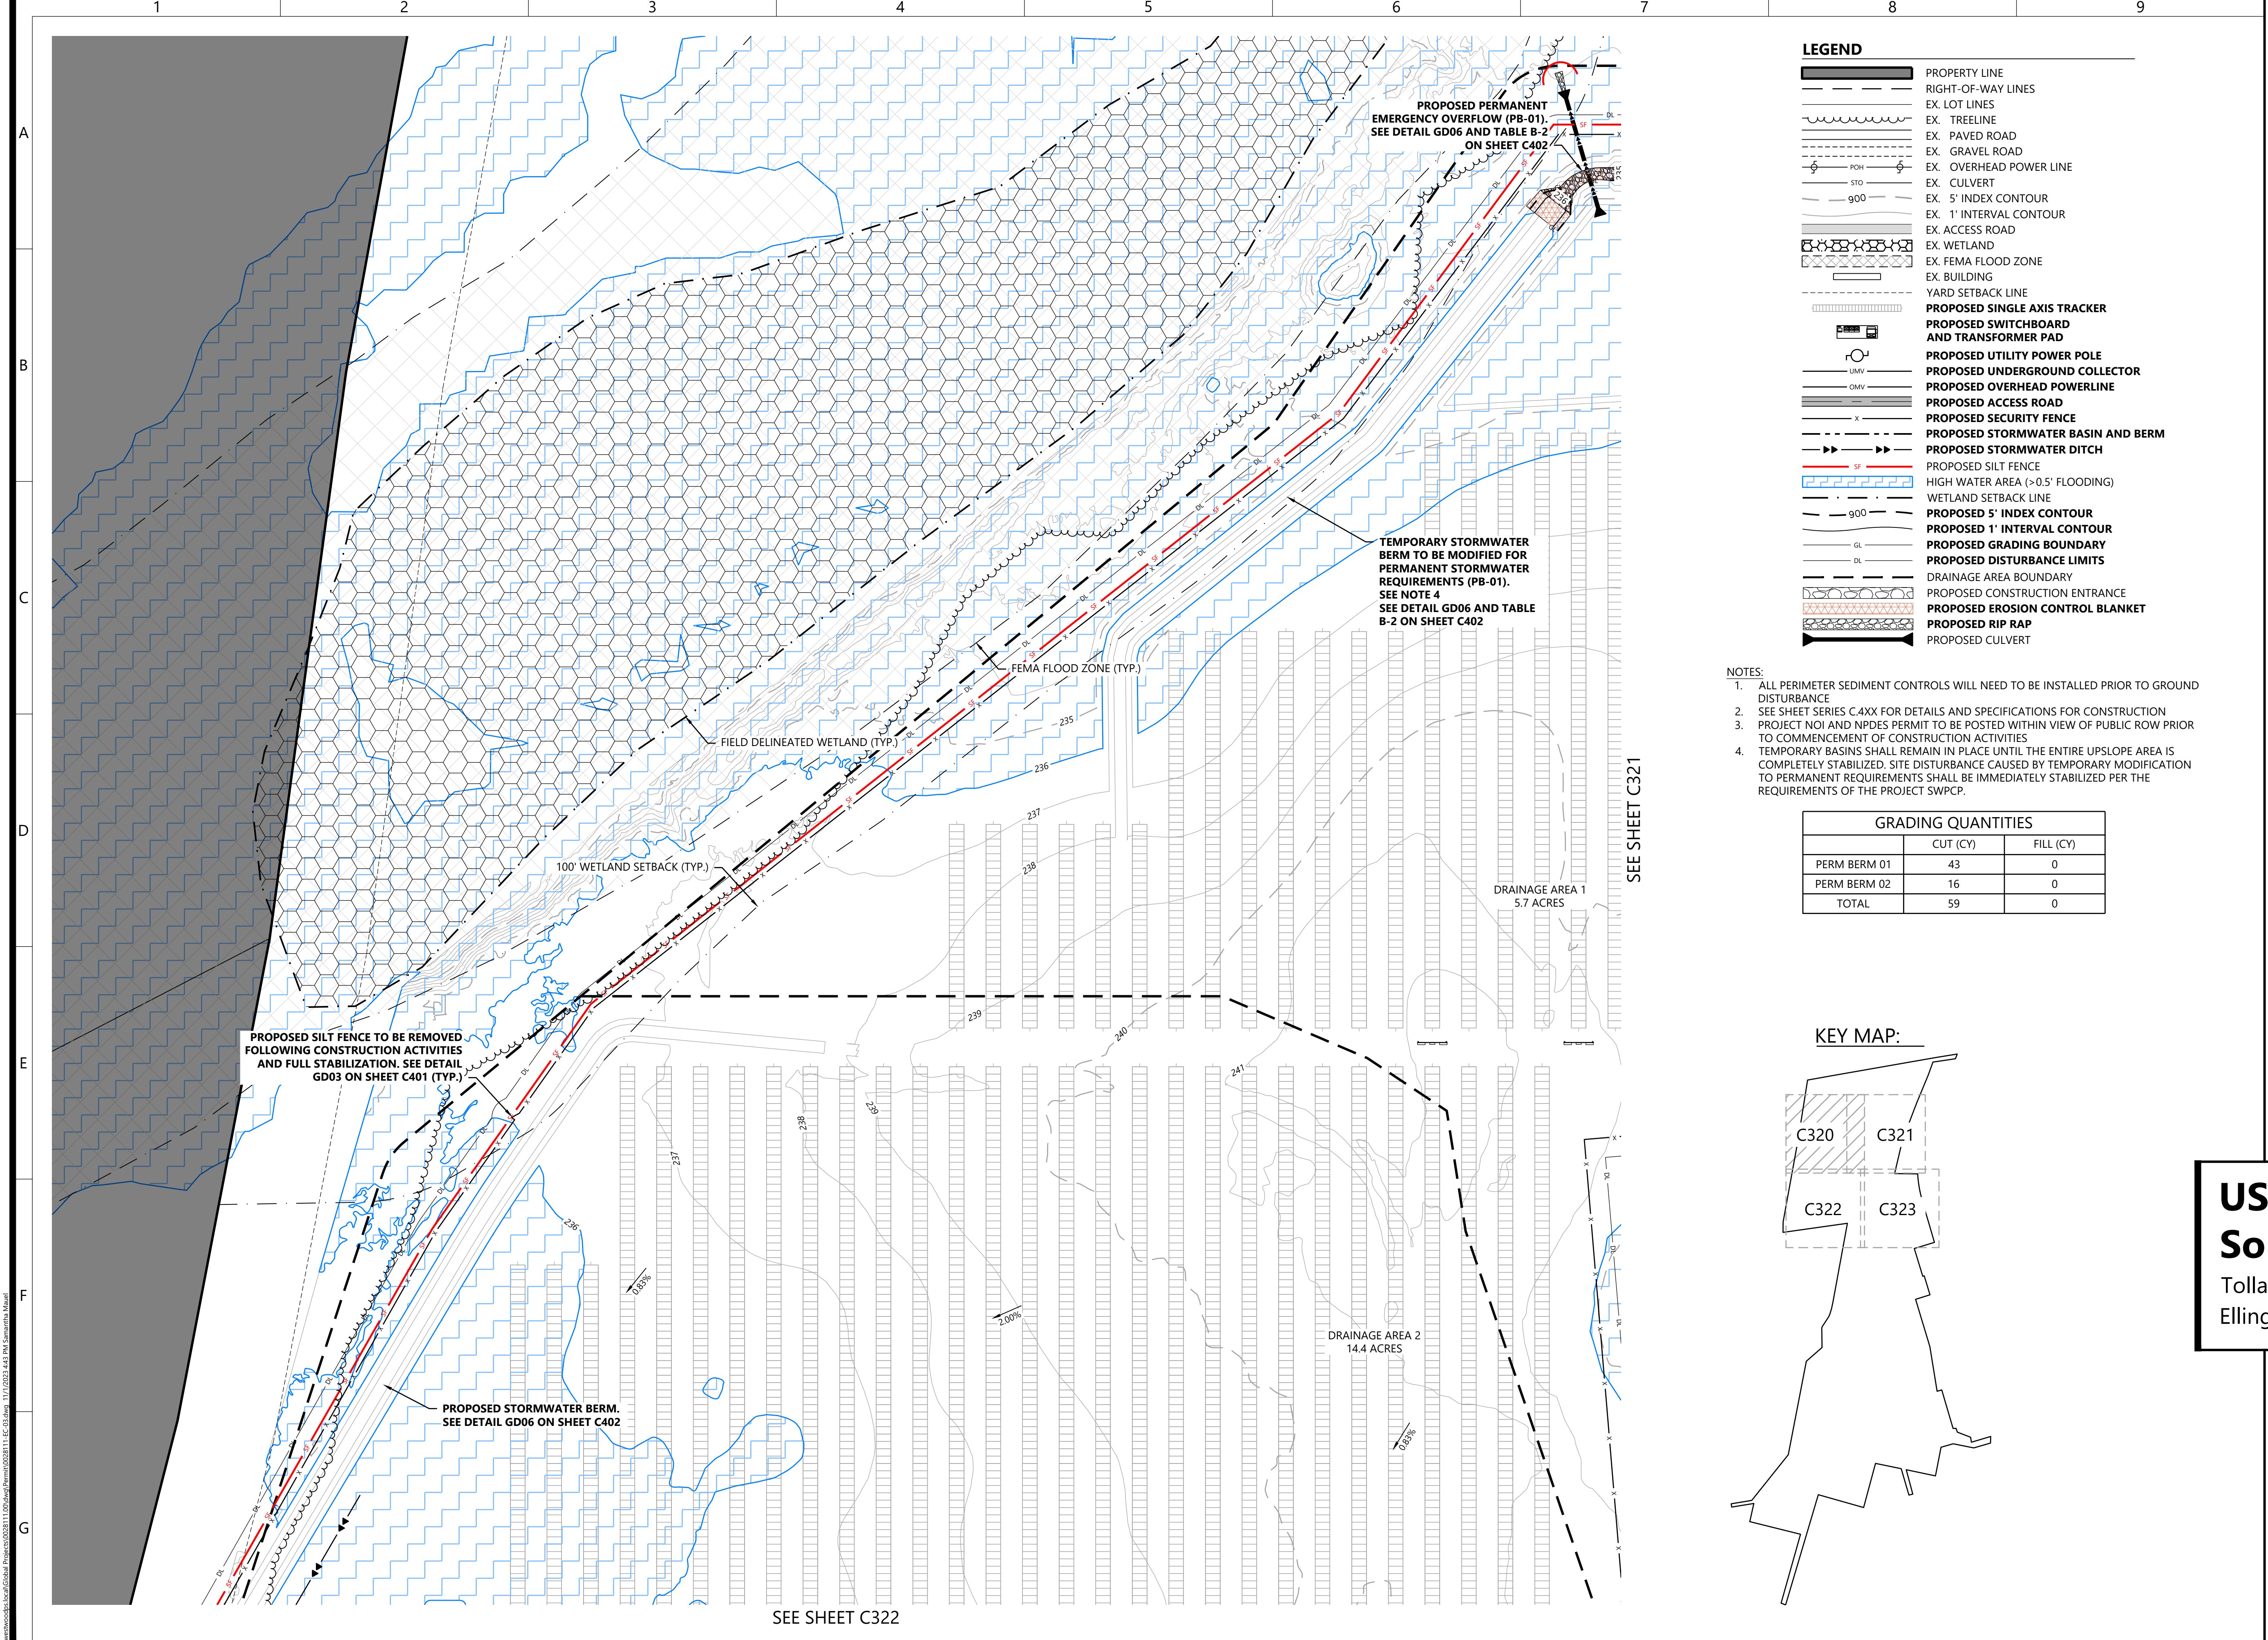 1 2 3 4 5 6 7 8 9
A
B
C
D
E
F
G
PROPOSED PERMANENT
EMERGENCY OVERFLOW (PB-01).
SEE DETAIL GD06 AND TABLE B-2
ON SHEET C402
TEMPORARY STORMWATER
BERM TO BE MODIFIED FOR
PERMANENT STORMWATER
REQUIREMENTS (PB-01).
SEE NOTE 4
SEE DETAIL GD06 AND TABLE
B-2 ON SHEET C402
FEMA FLOOD ZONE (TYP.)
FIELD DELINEATED WETLAND (TYP.)
100' WETLAND SETBACK (TYP.)
235
236
237
238
239
240
241
DRAINAGE AREA 1
5.7 ACRES
PROPOSED SILT FENCE TO BE REMOVED
FOLLOWING CONSTRUCTION ACTIVITIES
AND FULL STABILIZATION. SEE DETAIL
GD03 ON SHEET C401 (TYP.)
237
238
239
236
0.83%
2.00%
DRAINAGE AREA 2
14.4 ACRES
0.83%
PROPOSED STORMWATER BERM.
SEE DETAIL GD06 ON SHEET C402
SEE SHEET C321
SEE SHEET C322
LEGEND
PROPERTY LINE
RIGHT-OF-WAY LINES
EX. LOT LINES
EX. TREELINE
EX. PAVED ROAD
EX. GRAVEL ROAD
POH EX. OVERHEAD POWER LINE
STO EX. CULVERT
900 EX. 5' INDEX CONTOUR
EX. 1' INTERVAL CONTOUR
EX. ACCESS ROAD
EX. WETLAND
EX. FEMA FLOOD ZONE
EX. BUILDING
YARD SETBACK LINE
PROPOSED SINGLE AXIS TRACKER
PROPOSED SWITCHBOARD
AND TRANSFORMER PAD
PROPOSED UTILITY POWER POLE
UMV PROPOSED UNDERGROUND COLLECTOR
OMV PROPOSED OVERHEAD POWERLINE
PROPOSED ACCESS ROAD
X PROPOSED SECURITY FENCE
PROPOSED STORMWATER BASIN AND BERM
PROPOSED STORMWATER DITCH
SF PROPOSED SILT FENCE
HIGH WATER AREA (>0.5' FLOODING)
WETLAND SETBACK LINE
900 PROPOSED 5' INDEX CONTOUR
PROPOSED 1' INTERVAL CONTOUR
GL PROPOSED GRADING BOUNDARY
DL PROPOSED DISTURBANCE LIMITS
DRAINAGE AREA BOUNDARY
PROPOSED CONSTRUCTION ENTRANCE
PROPOSED EROSION CONTROL BLANKET
PROPOSED RIP RAP
PROPOSED CULVERT
NOTES:
1. ALL PERIMETER SEDIMENT CONTROLS WILL NEED TO BE INSTALLED PRIOR TO GROUND
DISTURBANCE
2. SEE SHEET SERIES C.4XX FOR DETAILS AND SPECIFICATIONS FOR CONSTRUCTION
3. PROJECT NOI AND NPDES PERMIT TO BE POSTED WITHIN VIEW OF PUBLIC ROW PRIOR
TO COMMENCEMENT OF CONSTRUCTION ACTIVITIES
4. TEMPORARY BASINS SHALL REMAIN IN PLACE UNTIL THE ENTIRE UPSLOPE AREA IS
COMPLETELY STABILIZED. SITE DISTURBANCE CAUSED BY TEMPORARY MODIFICATION
TO PERMANENT REQUIREMENTS SHALL BE IMMEDIATELY STABILIZED PER THE
REQUIREMENTS OF THE PROJECT SWPCP.
GRADING QUANTITIES
CUT (CY) FILL (CY)
PERM BERM 01 43 0
PERM BERM 02 16 0
TOTAL 59 0
KEY MAP:
C320 C321
C322 C323
US
So
Tolla
Elling